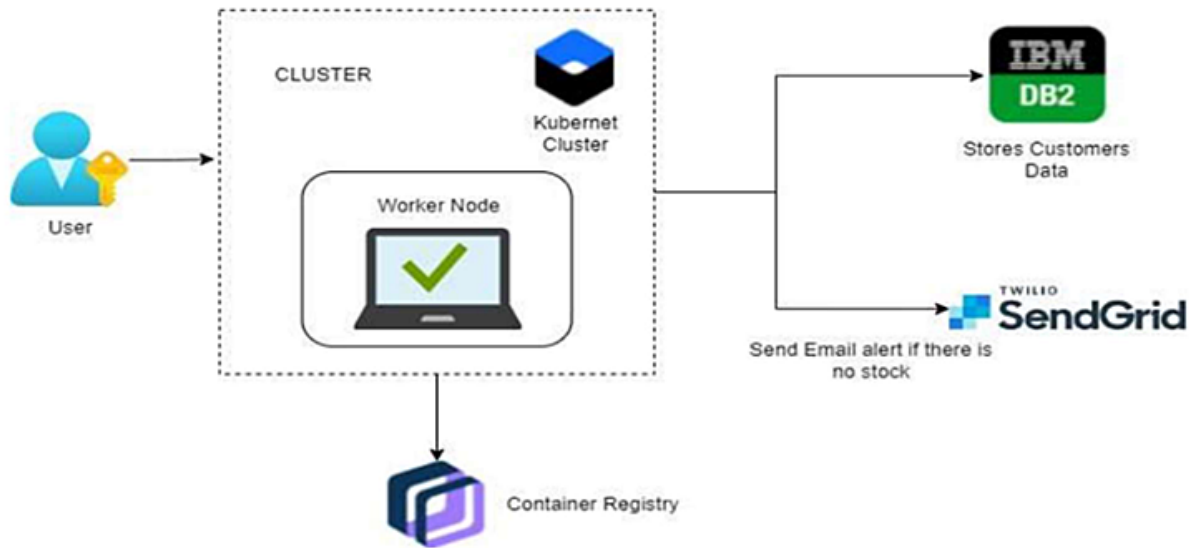 CLUSTER
Kubernet
Cluster
User
Worker Node
IBM
DB2
Stores Customers
Data
TWILIO
SendGrid
Send Email alert if there is
no stock
Container Registry